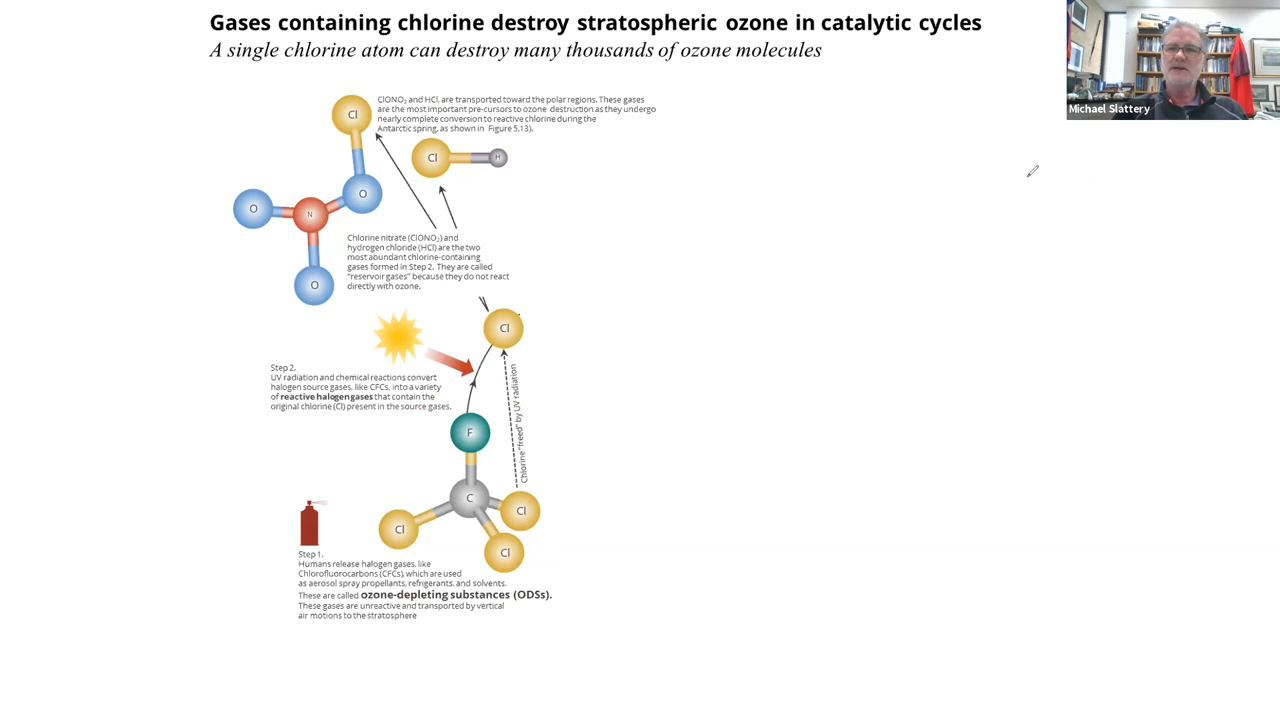 Gases containing chlorine destroy stratospheric ozone in catalytic cycles
A single chlorine atom can destroy many thousands of ozone molecules
Michael Slattery
ClONO₂ and HCl, are transported toward the polar regions. These gases
are the most important pre-cursors to ozone destruction as they undergo
nearly complete conversion to reactive chlorine during the
Antarctic spring, as shown in Figure 5.13).
Cl
Cl
H
O
O
N
O
Chlorine nitrate (ClONO₂) and
hydrogen chloride (HCl) are the two
most abundant chlorine-containing
gases formed in Step 2. They are called
"reservoir gases" because they do not react
directly with ozone.
Cl
Step 2.
UV radiation and chemical reactions convert
halogen source gases, like CFCs, into a variety
of reactive halogen gases that contain the
original chlorine (Cl) present in the source gases.
Chlorine "freed" by UV radiation
F
C
Cl
Cl
Cl
Step 1.
Humans release halogen gases, like
Chlorofluorocarbons (CFCs), which are used
as aerosol spray propellants, refrigerants, and solvents.
These are called ozone-depleting substances (ODSs).
These gases are unreactive and transported by vertical
air motions to the stratosphere